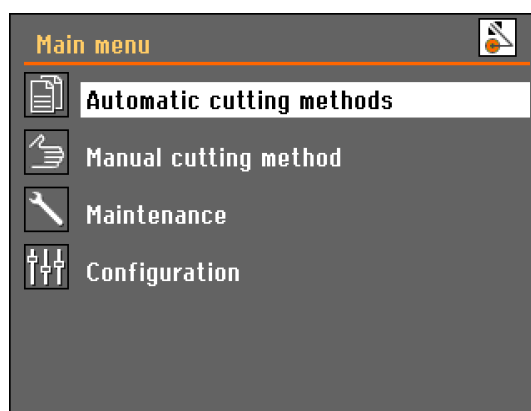 Main menu
Automatic cutting methods
Manual cutting method
Maintenance
Configuration